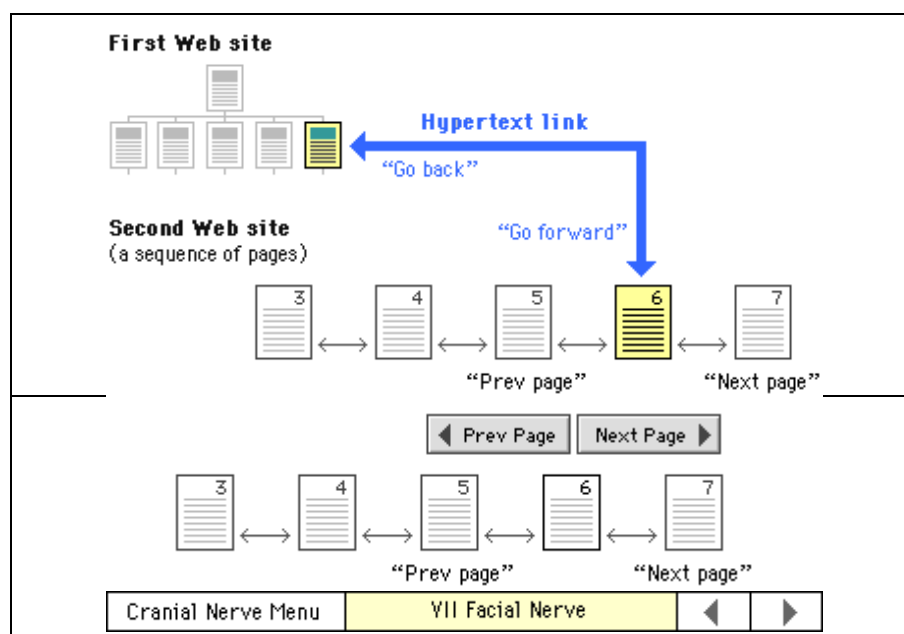 First Web site
Hypertext link
“Go back”
Second Web site
“Go forward”
(a sequence of pages)
3 4 5 6 7
“Prev page” “Next page”
Prev Page Next Page
3 4 5 6 7
“Prev page” “Next page”
Cranial Nerve Menu VII Facial Nerve